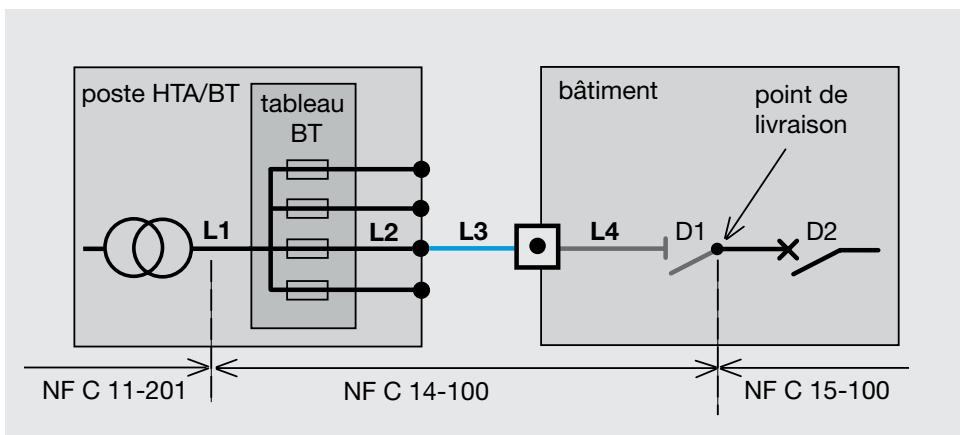 poste HTA/BT
tableau
BT
bâtiment
point de
livraison
L1
L2
L3
L4
D1
D2
NF C 11-201
NF C 14-100
NF C 15-100